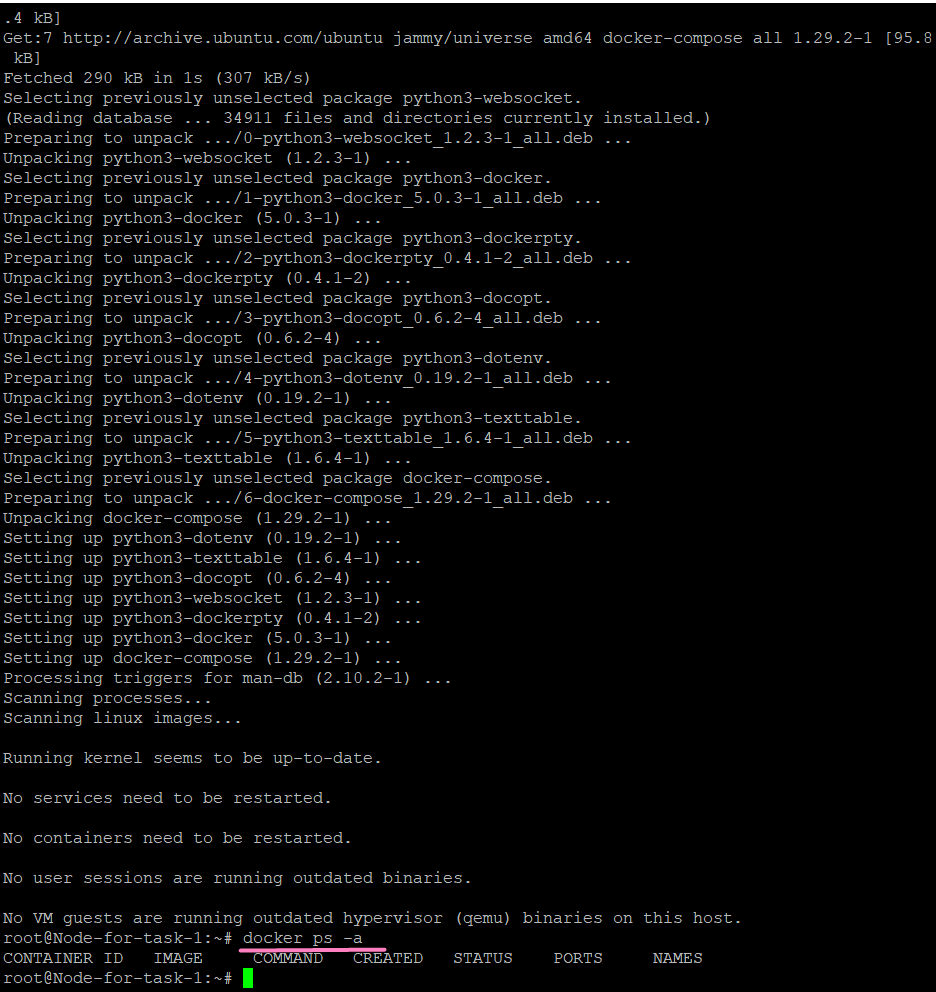 .4 kB]
Get:7 http://archive.ubuntu.com/ubuntu jammy/universe amd64 docker-compose all 1.29.2-1 [95.8
 kB]
Fetched 290 kB in 1s (307 kB/s)
Selecting previously unselected package python3-websocket.
(Reading database ... 34911 files and directories currently installed.)
Preparing to unpack .../0-python3-websocket_1.2.3-1_all.deb ...
Unpacking python3-websocket (1.2.3-1) ...
Selecting previously unselected package python3-docker.
Preparing to unpack .../1-python3-docker_5.0.3-1_all.deb ...
Unpacking python3-docker (5.0.3-1) ...
Selecting previously unselected package python3-dockerpty.
Preparing to unpack .../2-python3-dockerpty_0.4.1-2_all.deb ...
Unpacking python3-dockerpty (0.4.1-2) ...
Selecting previously unselected package python3-docopt.
Preparing to unpack .../3-python3-docopt_0.6.2-4_all.deb ...
Unpacking python3-docopt (0.6.2-4) ...
Selecting previously unselected package python3-dotenv.
Preparing to unpack .../4-python3-dotenv_0.19.2-1_all.deb ...
Unpacking python3-dotenv (0.19.2-1) ...
Selecting previously unselected package python3-texttable.
Preparing to unpack .../5-python3-texttable_1.6.4-1_all.deb ...
Unpacking python3-texttable (1.6.4-1) ...
Selecting previously unselected package docker-compose.
Preparing to unpack .../6-docker-compose_1.29.2-1_all.deb ...
Unpacking docker-compose (1.29.2-1) ...
Setting up python3-dotenv (0.19.2-1) ...
Setting up python3-texttable (1.6.4-1) ...
Setting up python3-docopt (0.6.2-4) ...
Setting up python3-websocket (1.2.3-1) ...
Setting up python3-dockerpty (0.4.1-2) ...
Setting up python3-docker (5.0.3-1) ...
Setting up docker-compose (1.29.2-1) ...
Processing triggers for man-db (2.10.2-1) ...
Scanning processes...
Scanning linux images...
Running kernel seems to be up-to-date.
No services need to be restarted.
No containers need to be restarted.
No user sessions are running outdated binaries.
No VM guests are running outdated hypervisor (qemu) binaries on this host.
root@Node-for-task-1:~# docker ps -a
CONTAINER ID   IMAGE     COMMAND   CREATED   STATUS    PORTS     NAMES
root@Node-for-task-1:~#